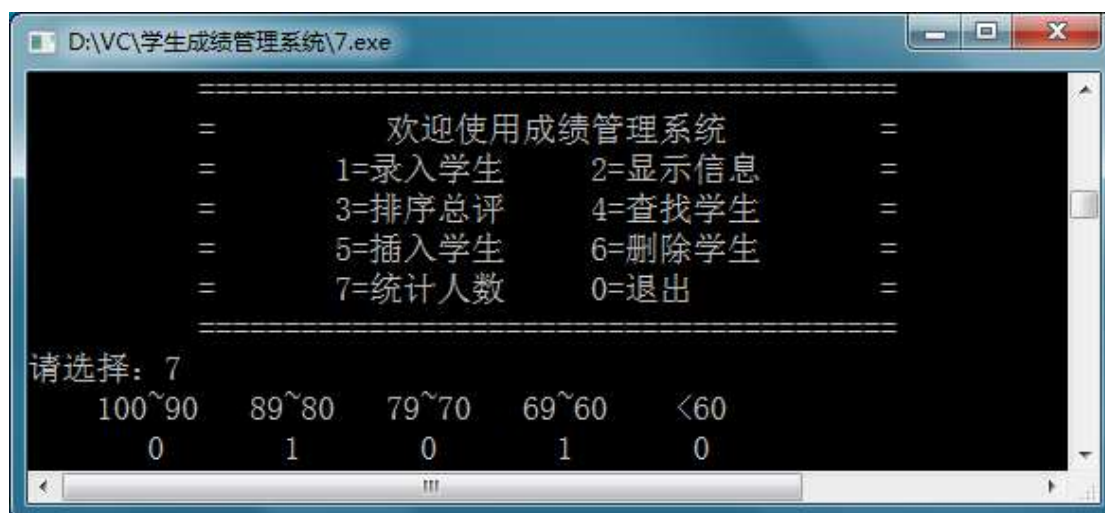 D:\VC\学生成绩管理系统\7.exe
=========================================
= 欢迎使用成绩管理系统 =
= 1=录入学生 2=显示信息 =
= 3=排序总评 4=查找学生 =
= 5=插入学生 6=删除学生 =
= 7=统计人数 0=退出 =
=========================================
请选择：7
100~90 89~80 79~70 69~60 <60
0 1 0 1 0